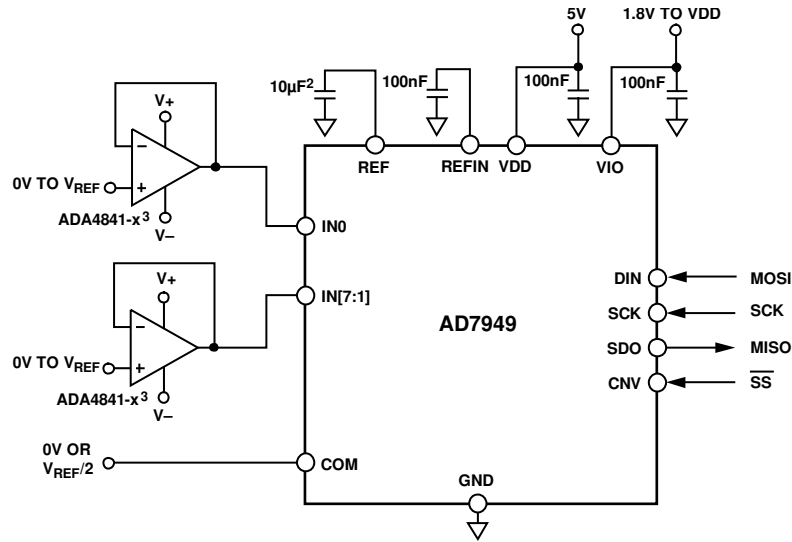 5V
1.8V TO VDD
10µF2
100nF
100nF
100nF
V+
REF
REFIN
VDD
VIO
–
+
0V TO VREF
ADA4841-x3
V–
IN0
V+
IN[7:1]
–
+
0V TO VREF
ADA4841-x3
V–
AD7949
DIN
MOSI
SCK
SCK
SDO
MISO
CNV
SS
0V OR
VREF/2
COM
GND